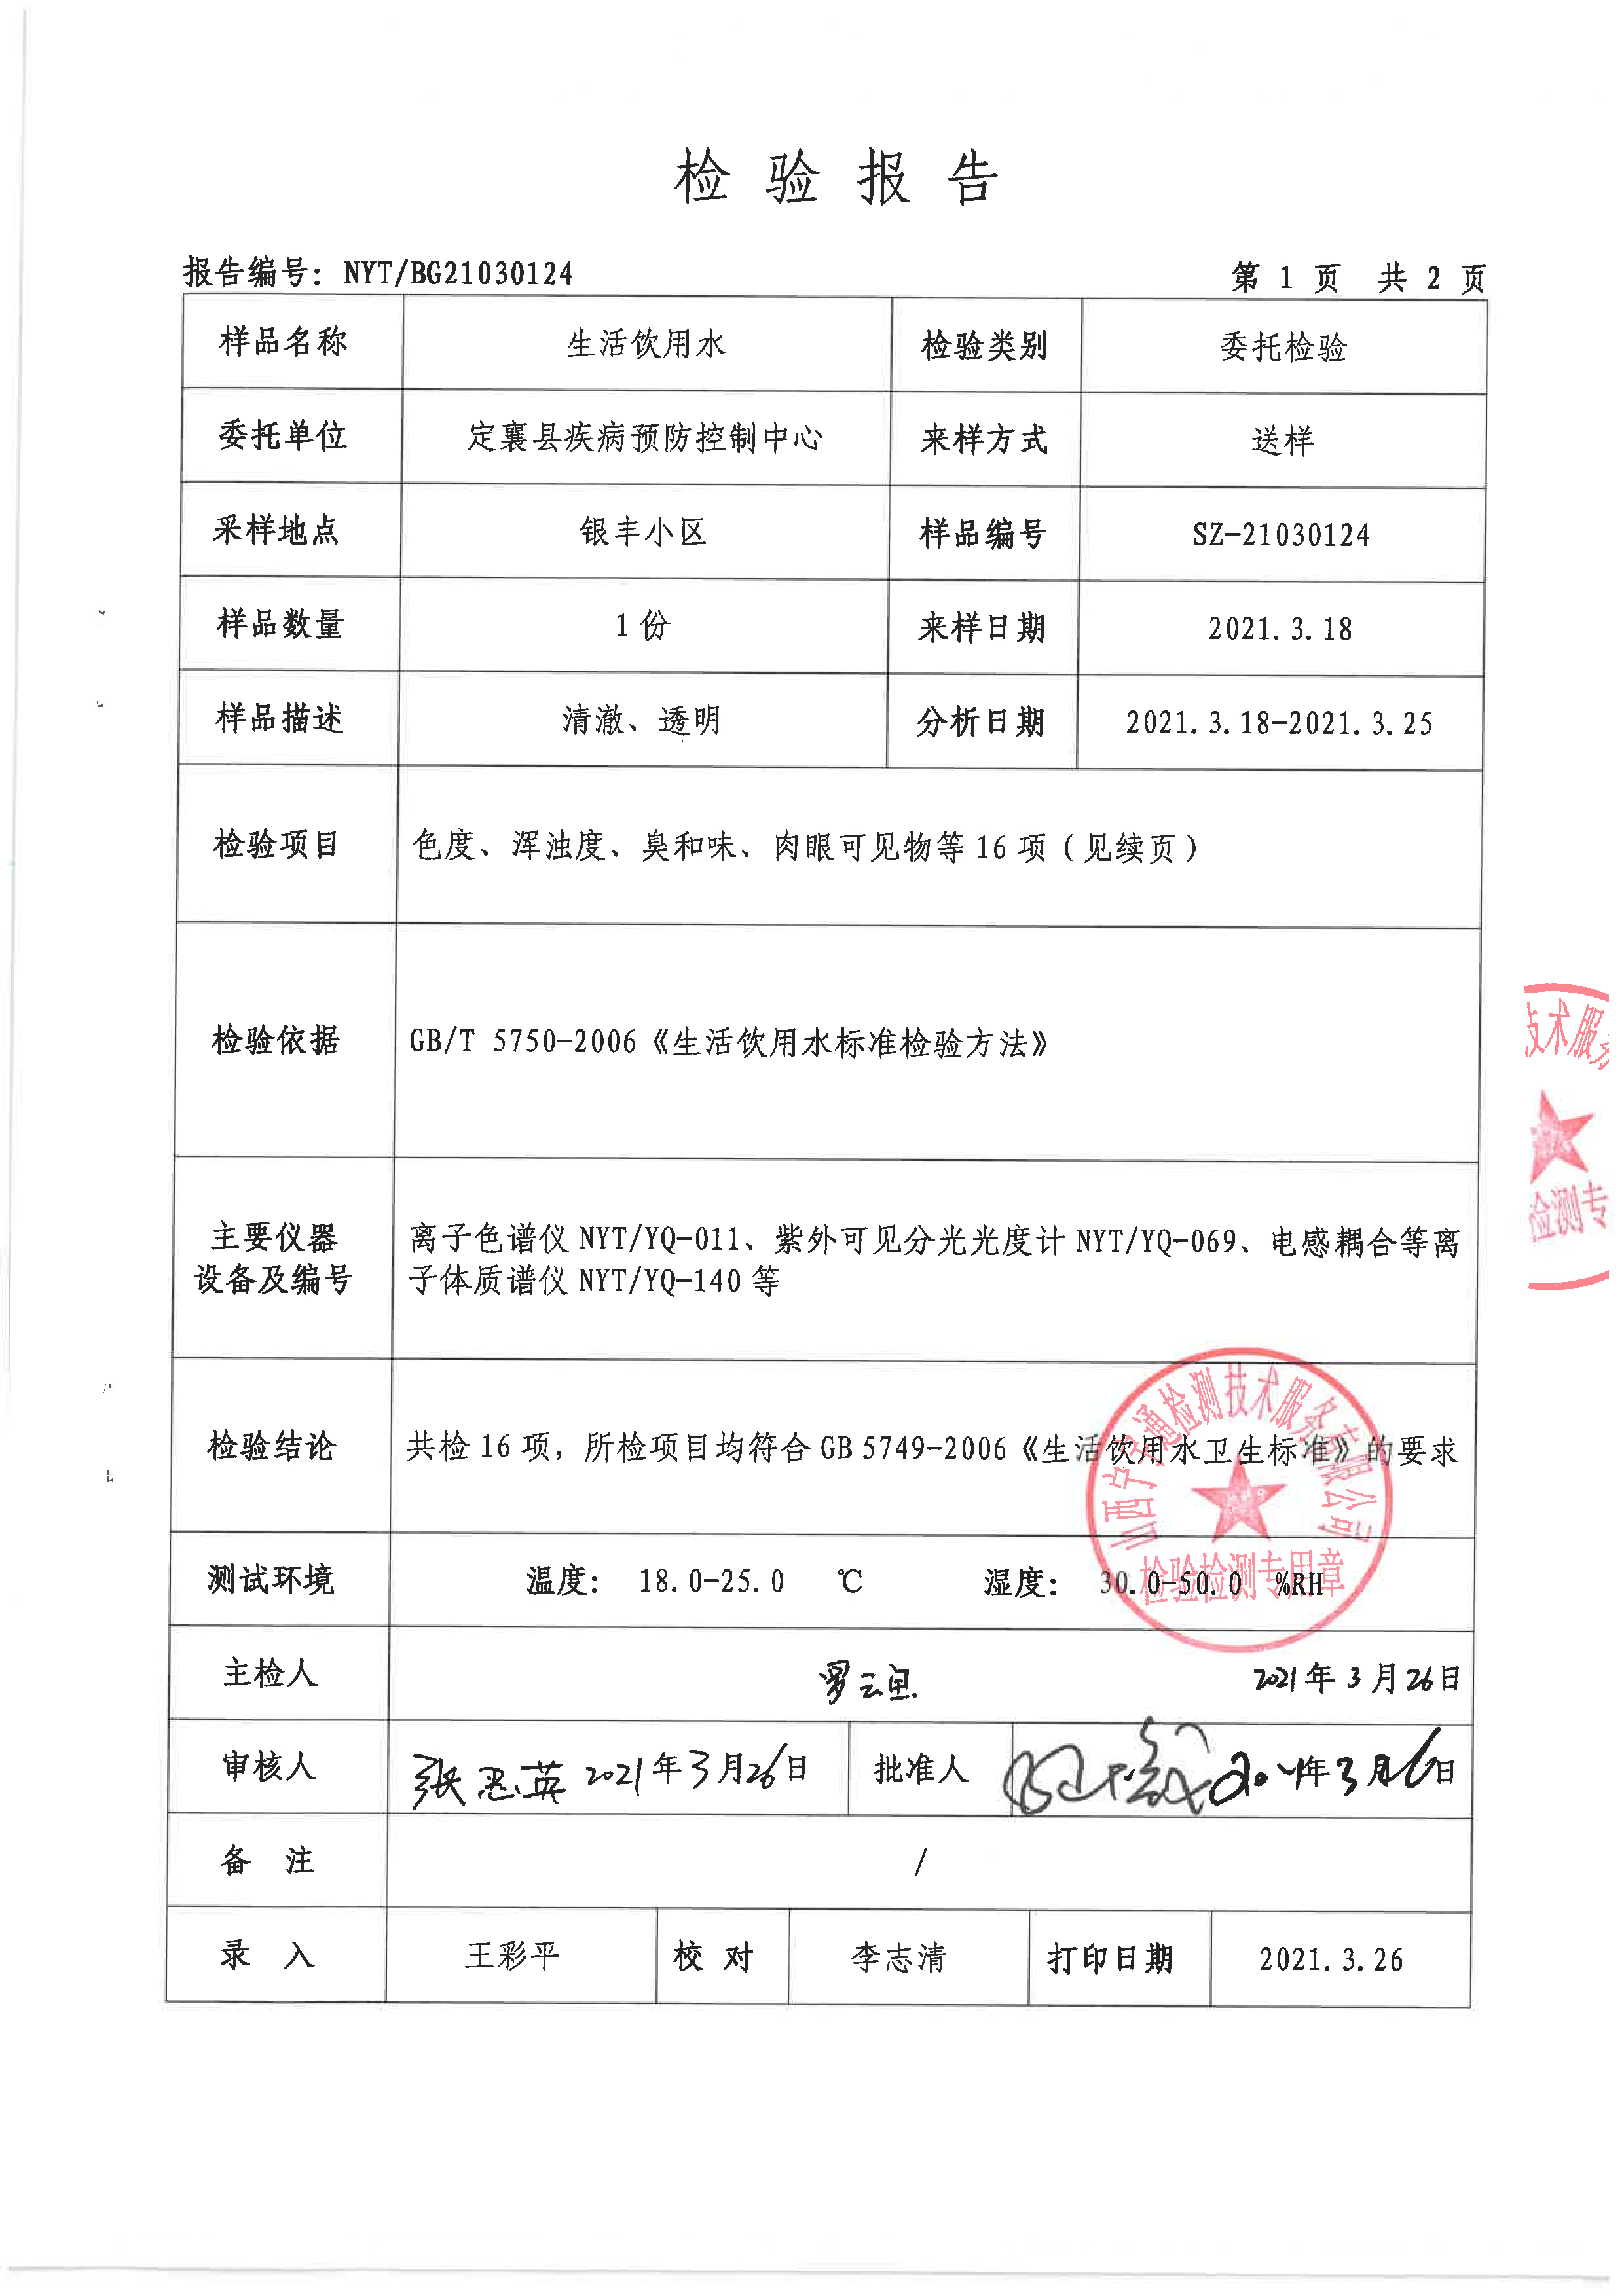 检验报告
报告编号：NYT/BG21030124
第 1 页 共 2 页
样品名称 生活饮用水 检验类别 委托检验
委托单位 定襄县疾病预防控制中心 来样方式 送样
采样地点 银丰小区 样品编号 SZ-21030124
样品数量 1 份 来样日期 2021.3.18
样品描述 清澈、透明 分析日期 2021.3.18-2021.3.25
检验项目 色度、浑浊度、臭和味、肉眼可见物等 16 项（见续页）
检验依据 GB/T 5750-2006《生活饮用水标准检验方法》
主要仪器
设备及编号
离子色谱仪 NYT/YQ-011、紫外可见分光光度计 NYT/YQ-069、电感耦合等离
子体质谱仪 NYT/YQ-140 等
检验结论 共检 16 项，所检项目均符合 GB 5749-2006《生活饮用水卫生标准》的要求
测试环境 温度： 18.0-25.0 ℃ 湿度： 30.0-50.0 %RH
主检人 2021年 3 月 26日
审核人 2021年3月26日 批准人 年3月 日
备 注 /
录 入 王彩平 校 对 李志清 打印日期 2021.3.26
检验检测专用章
技术服务
检测专